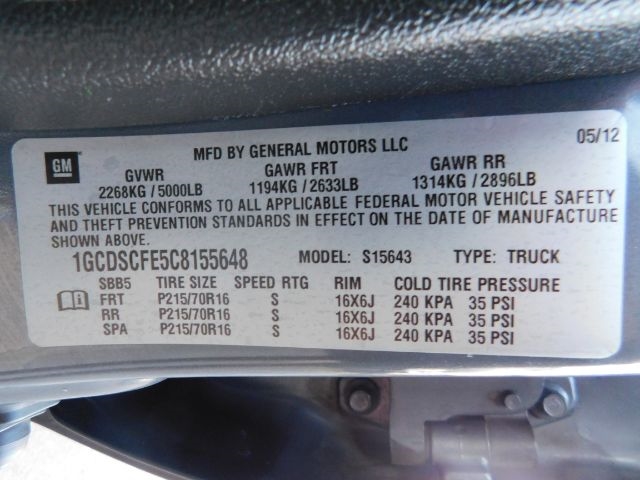 GM
MFD BY GENERAL MOTORS LLC
05/12
GVWR GAWR FRT GAWR RR
2268KG / 5000LB 1194KG / 2633LB 1314KG / 2896LB
THIS VEHICLE CONFORMS TO ALL APPLICABLE FEDERAL MOTOR VEHICLE SAFETY
AND THEFT PREVENTION STANDARDS IN EFFECT ON THE DATE OF MANUFACTURE
SHOWN ABOVE.
1GCDSCFE5C8155648 MODEL: S15643 TYPE: TRUCK
SBB5 TIRE SIZE SPEED RTG RIM COLD TIRE PRESSURE
FRT P215/70R16 S 16X6J 240 KPA 35 PSI
RR P215/70R16 S 16X6J 240 KPA 35 PSI
SPA P215/70R16 S 16X6J 240 KPA 35 PSI